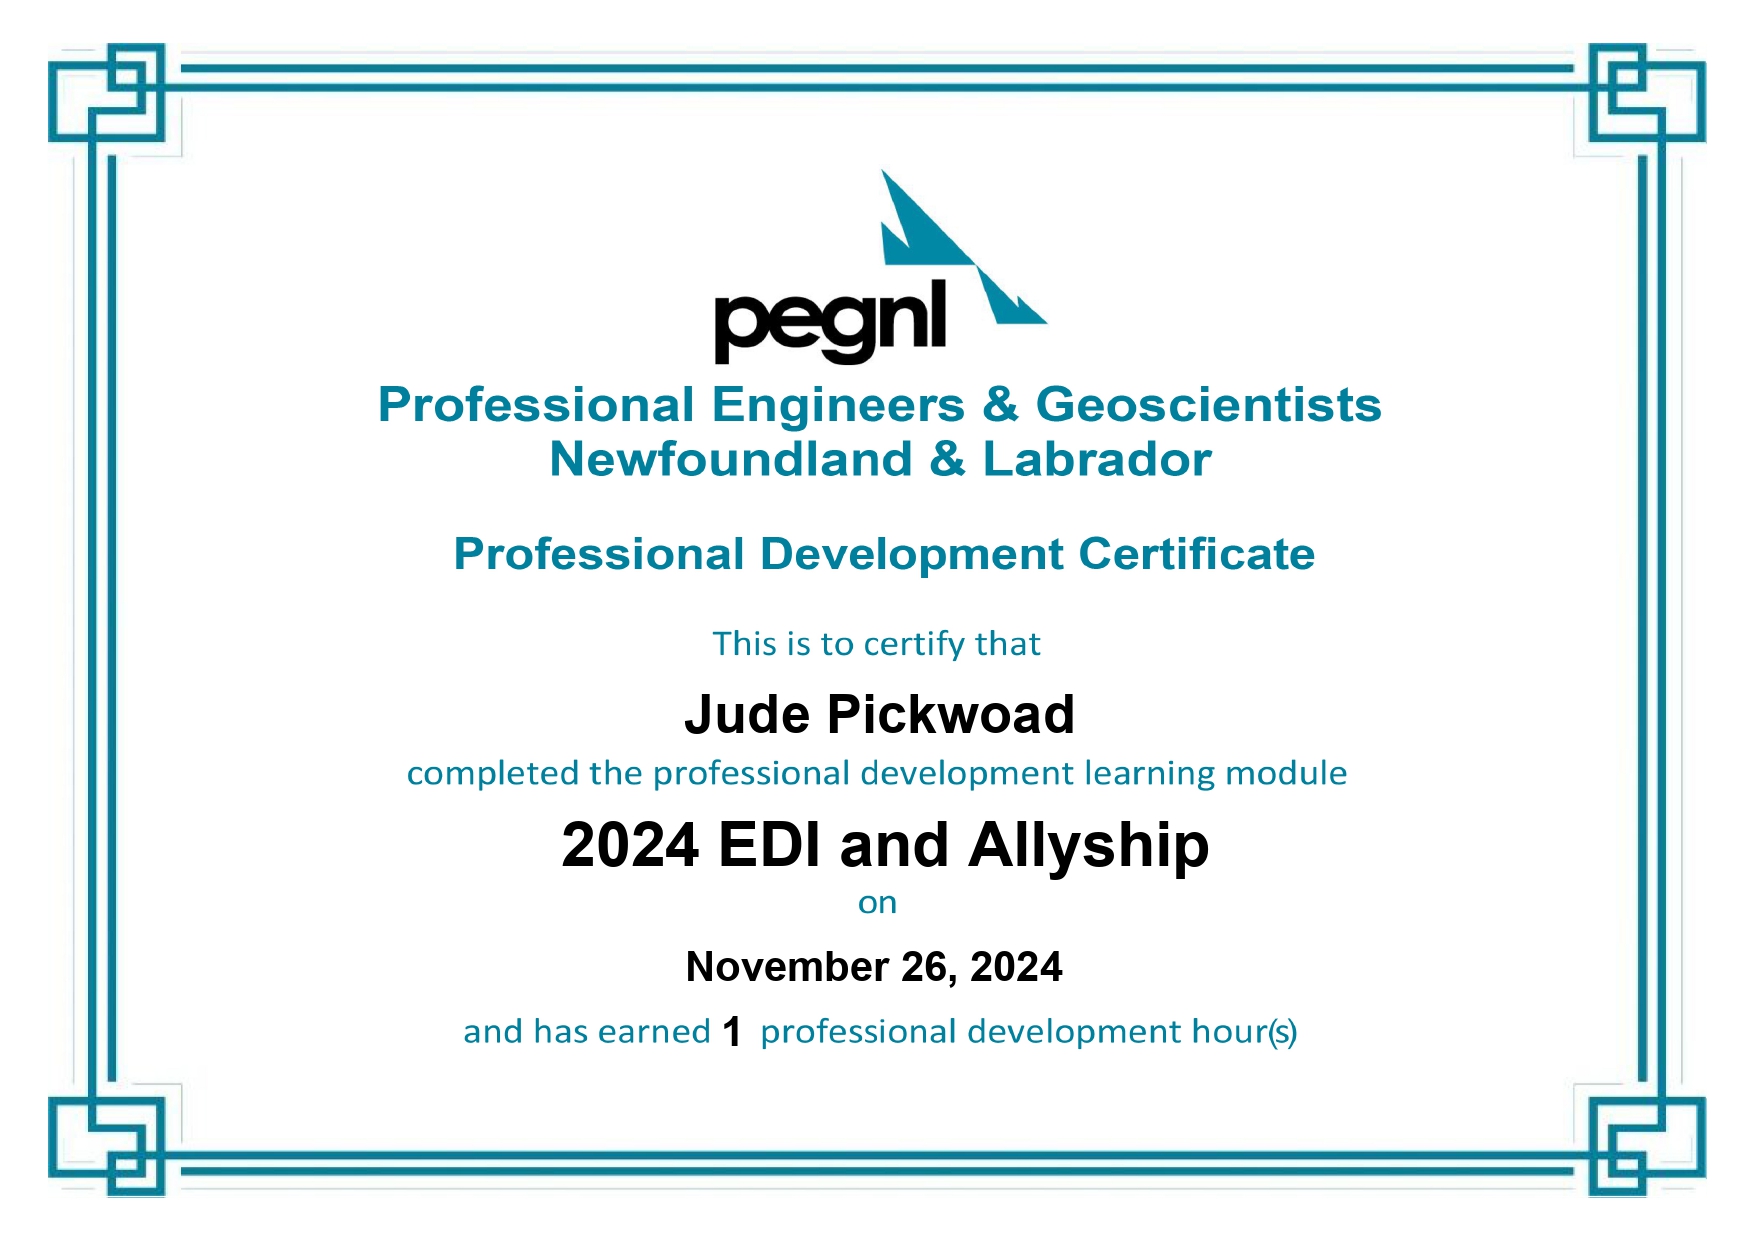 pegnl
Professional Engineers & Geoscientists
Newfoundland & Labrador
Professional Development Certificate
This is to certify that
Jude Pickwoad
completed the professional development learning module
2024 EDI and Allyship
on
November 26, 2024
and has earned 1 professional development hour(s)